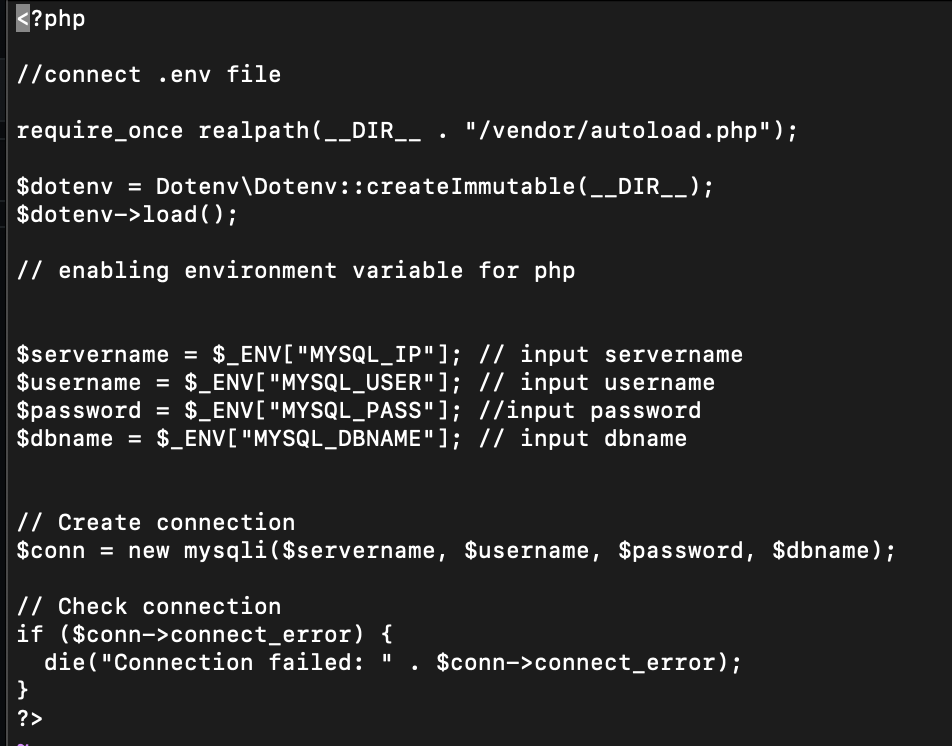 <?php
//connect .env file
require_once realpath(__DIR__ . "/vendor/autoload.php");
$dotenv = Dotenv\Dotenv::createImmutable(__DIR__);
$dotenv->load();
// enabling environment variable for php
$servername = $_ENV["MYSQL_IP"]; // input servername
$username = $_ENV["MYSQL_USER"]; // input username
$password = $_ENV["MYSQL_PASS"]; //input password
$dbname = $_ENV["MYSQL_DBNAME"]; // input dbname
// Create connection
$conn = new mysqli($servername, $username, $password, $dbname);
// Check connection
if ($conn->connect_error) {
  die("Connection failed: " . $conn->connect_error);
}
?>